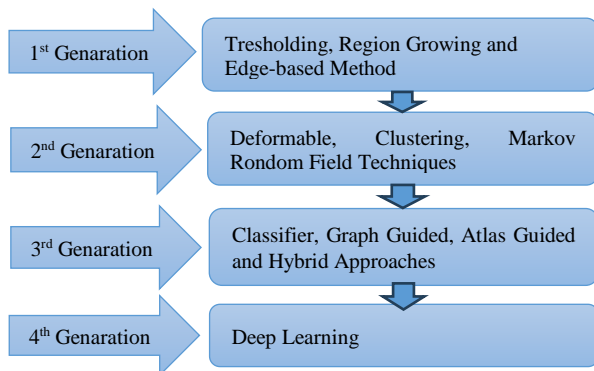 1st Genaration
Tresholding, Region Growing and
Edge-based Method
2nd Genaration
Deformable, Clustering, Markov
Rondom Field Techniques
3rd Genaration
Classifier, Graph Guided, Atlas Guided
and Hybrid Approaches
4th Genaration
Deep Learning